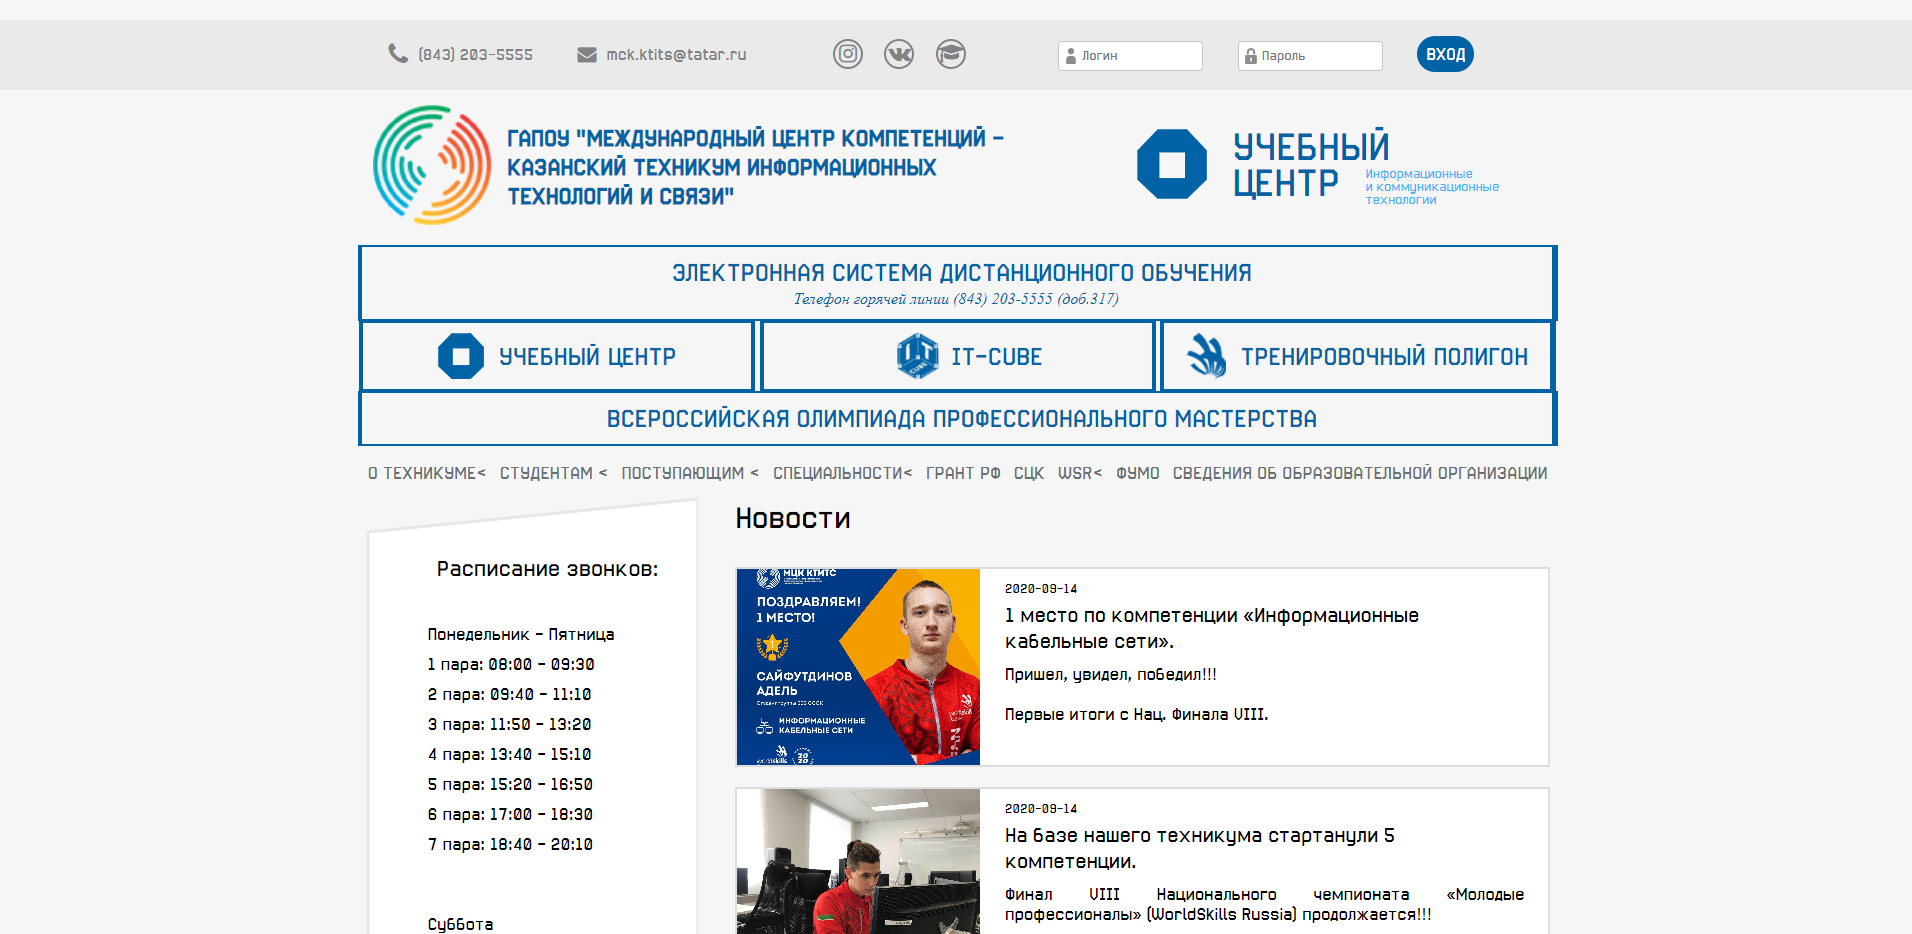 (843) 203-5555
mck.ktits@tatar.ru
Логин
Пароль
ВХОД
ГАПОУ "МЕЖДУНАРОДНЫЙ ЦЕНТР КОМПЕТЕНЦИЙ -
КАЗАНСКИЙ ТЕХНИКУМ ИНФОРМАЦИОННЫХ
ТЕХНОЛОГИЙ И СВЯЗИ"
УЧЕБНЫЙ
ЦЕНТР
Информационные
и коммуникационные
технологии
ЭЛЕКТРОННАЯ СИСТЕМА ДИСТАНЦИОННОГО ОБУЧЕНИЯ
Телефон горячей линии (843) 203-5555 (доб.317)
УЧЕБНЫЙ ЦЕНТР
IT-CUBE
ТРЕНИРОВОЧНЫЙ ПОЛИГОН
ВСЕРОССИЙСКАЯ ОЛИМПИАДА ПРОФЕССИОНАЛЬНОГО МАСТЕРСТВА
О ТЕХНИКУМЕ< СТУДЕНТАМ < ПОСТУПАЮЩИМ < СПЕЦИАЛЬНОСТИ< ГРАНТ РФ СЦК WSR< ФУМО СВЕДЕНИЯ ОБ ОБРАЗОВАТЕЛЬНОЙ ОРГАНИЗАЦИИ
Расписание звонков:
Понедельник - Пятница
1 пара: 08:00 - 09:30
2 пара: 09:40 - 11:10
3 пара: 11:50 - 13:20
4 пара: 13:40 - 15:10
5 пара: 15:20 - 16:50
6 пара: 17:00 - 18:30
7 пара: 18:40 - 20:10
Суббота
Новости
МЦК КТИТС
ПОЗДРАВЛЯЕМ!
1 МЕСТО!
САЙФУТДИНОВ
АДЕЛЬ
ИНФОРМАЦИОННЫЕ
КАБЕЛЬНЫЕ СЕТИ
worldskills
2020
2020-09-14
1 место по компетенции «Информационные
кабельные сети».
Пришел, увидел, победил!!!
Первые итоги с Нац. Финала VIII.
2020-09-14
На базе нашего техникума стартанули 5
компетенции.
Финал VIII Национального чемпионата «Молодые
профессионалы» (WorldSkills Russia) продолжается!!!